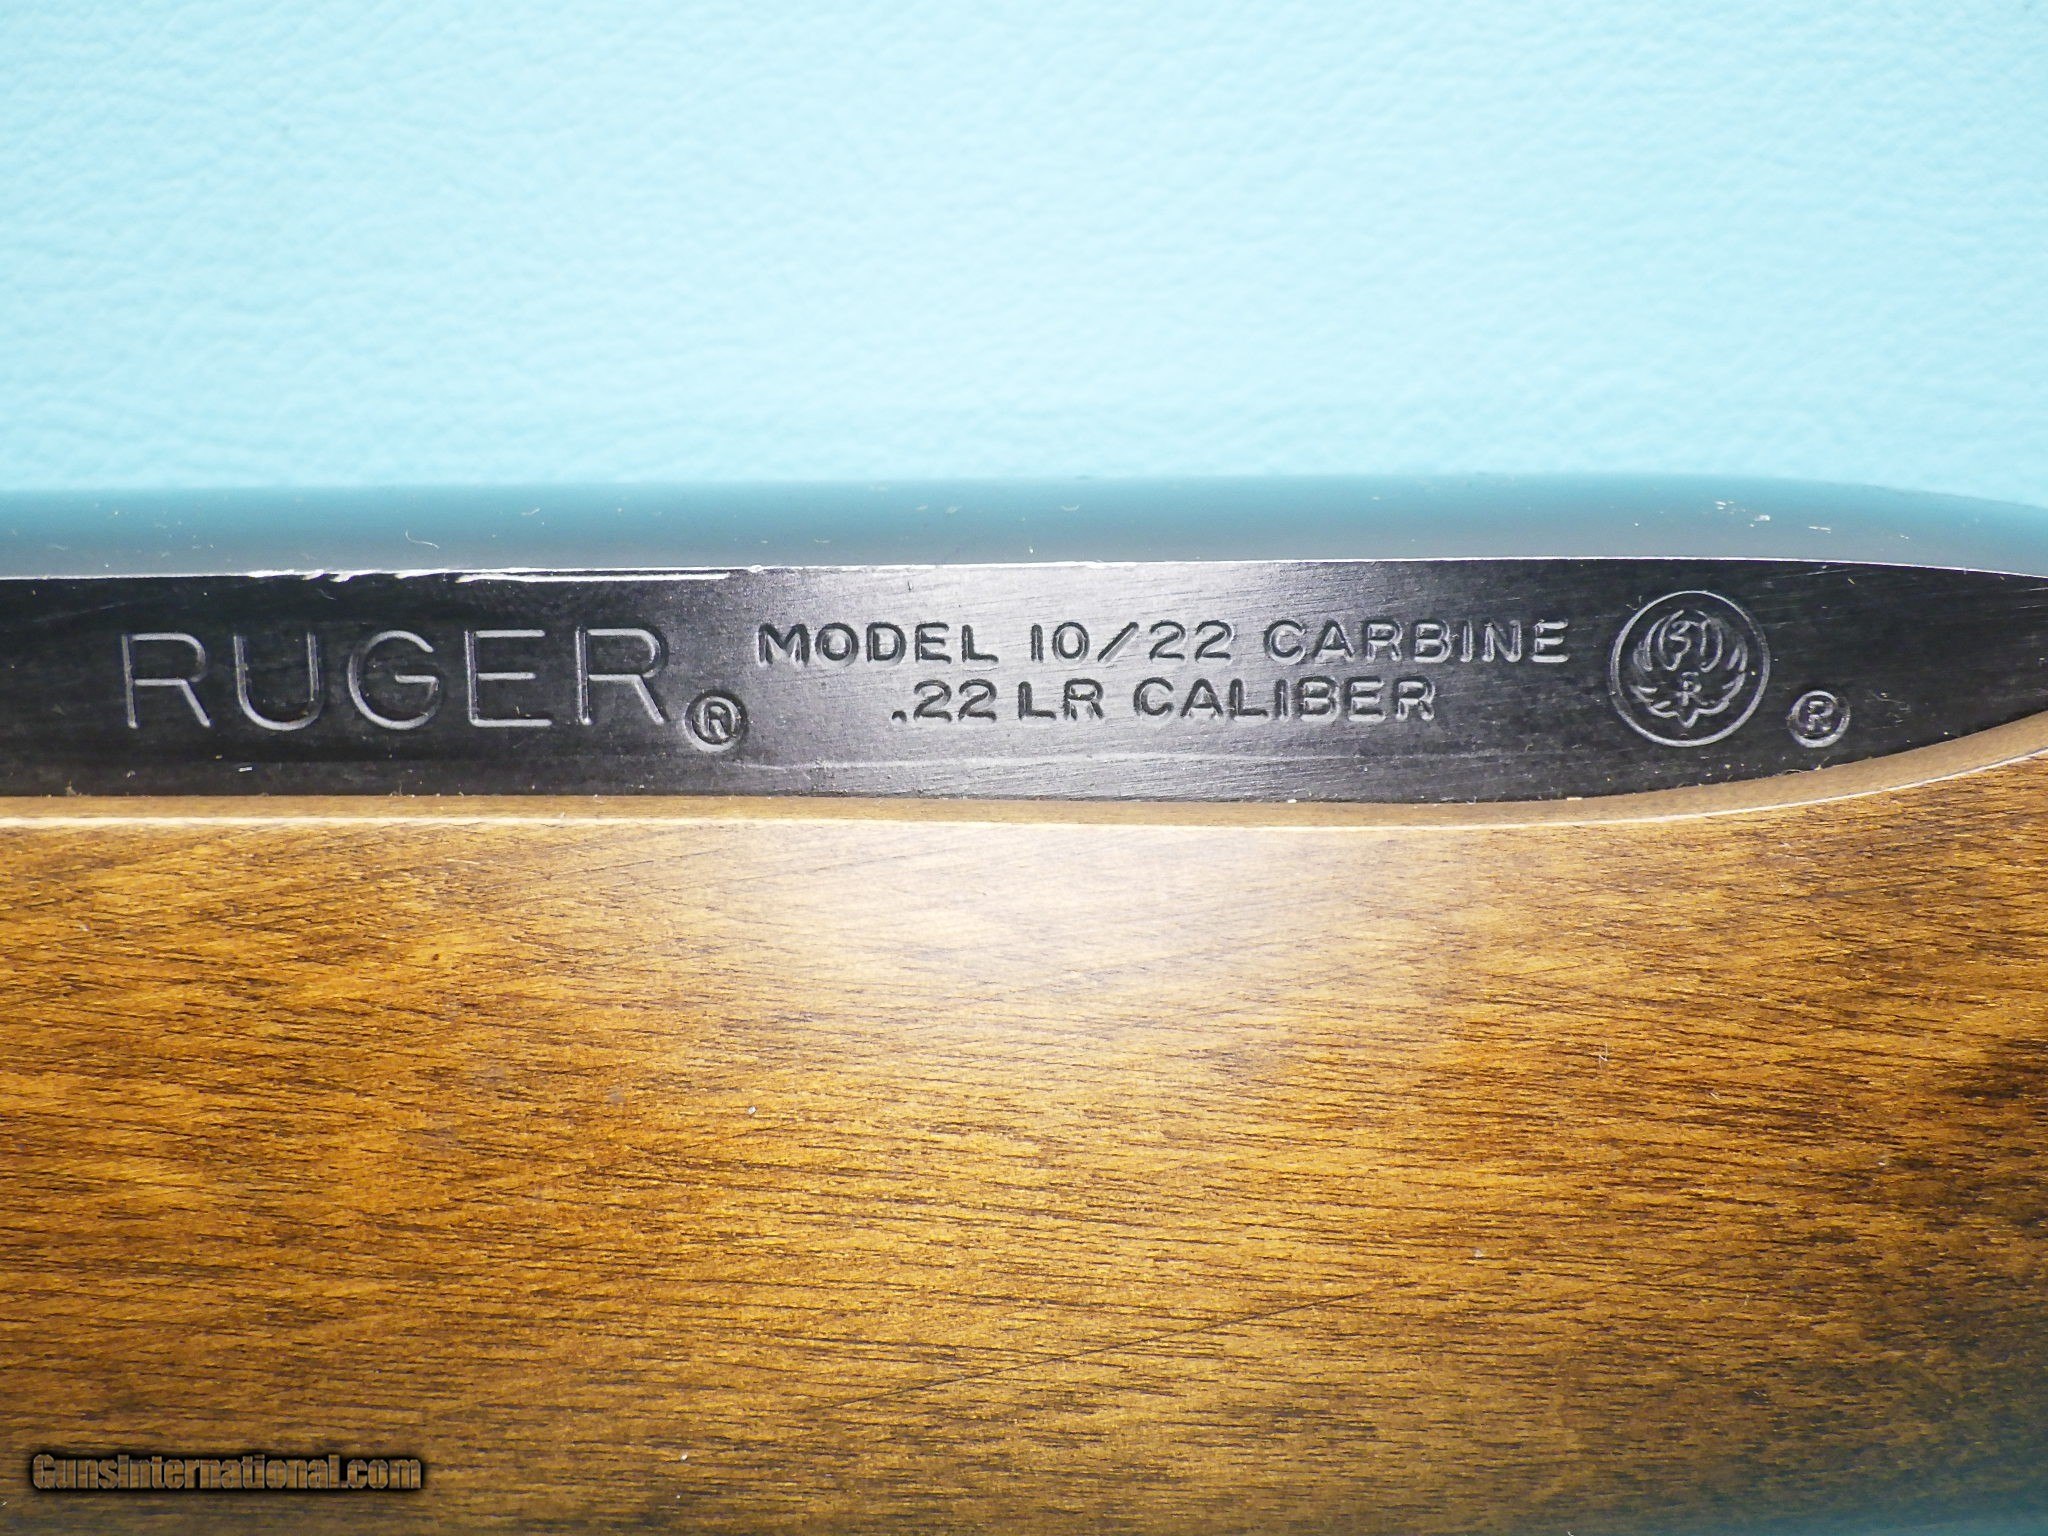 RUGER®
MODEL 10/22 CARBINE
.22 LR CALIBER
®
GunsInternational.com